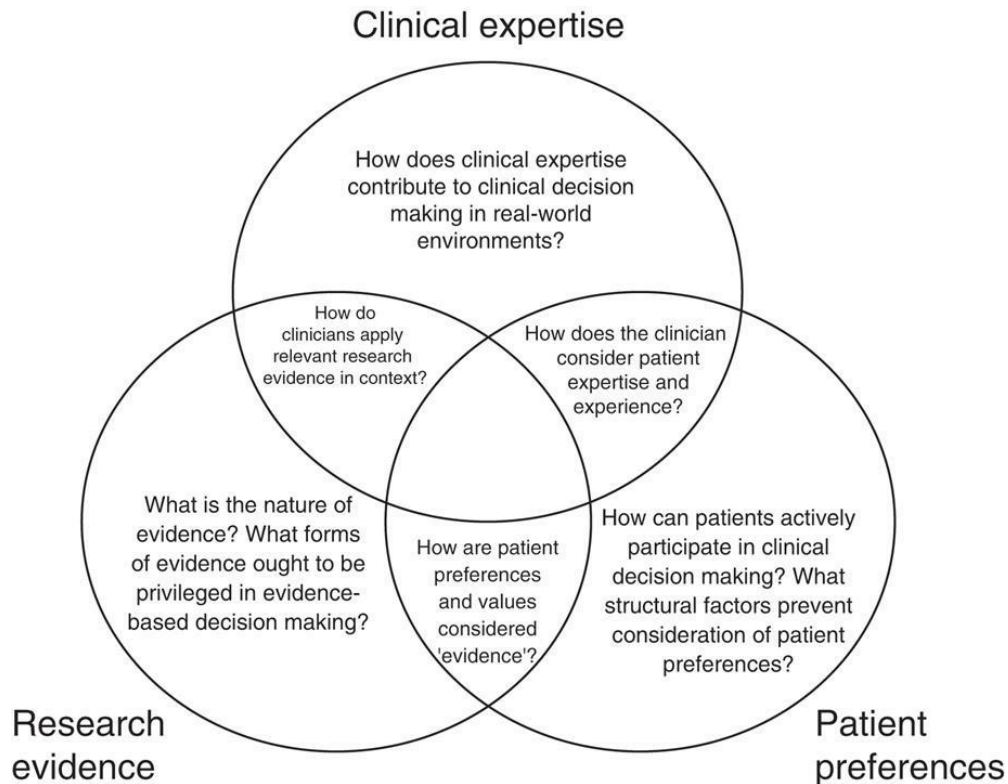 Clinical expertise
How does clinical expertise
contribute to clinical decision
making in real-world
environments?
How do
clinicians apply
relevant research
evidence in context?
How does the clinician
consider patient
expertise and
experience?
What is the nature of
evidence? What forms
of evidence ought to be
privileged in evidence-
based decision making?
How are patient
preferences
and values
considered
'evidence'?
How can patients actively
participate in clinical
decision making? What
structural factors prevent
consideration of patient
preferences?
Research
evidence
Patient
preferences